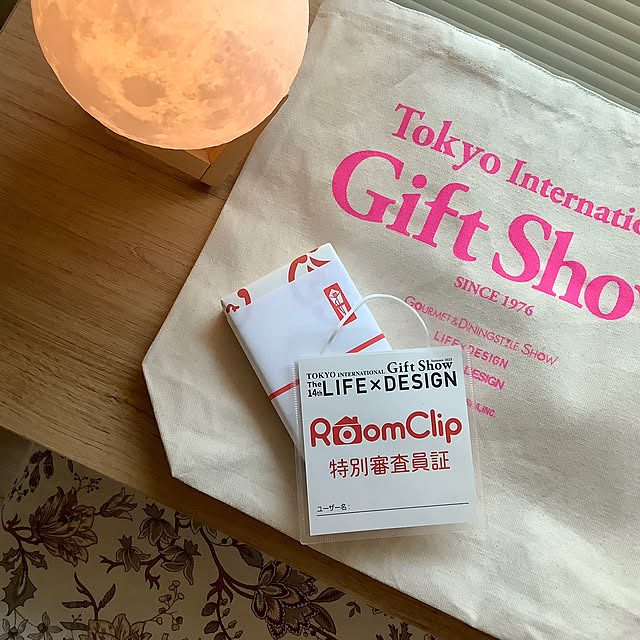 Tokyo Internatio
Gift Sho
SINCE 1976
GOURMET & DININGSTYLE SHOW
LIFE×DESIGN
DESIGN
INC.
TOKYO INTERNATIONAL Gift Show
The 14th LIFE×DESIGN
RoomClip
特別審査員証
ユーザー名: